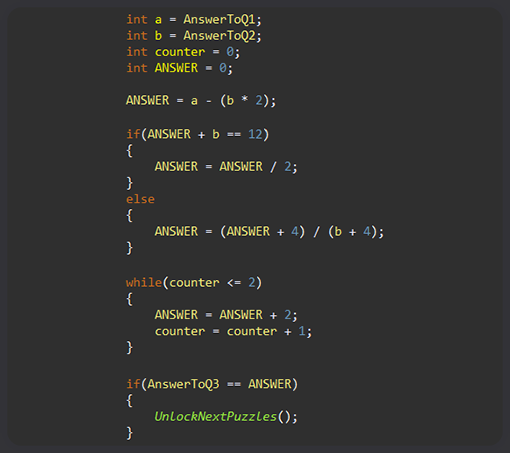 int a = AnswerToQ1;
int b = AnswerToQ2;
int counter = 0;
int ANSWER = 0;
ANSWER = a - (b * 2);
if(ANSWER + b == 12)
{
ANSWER = ANSWER / 2;
}
else
{
ANSWER = (ANSWER + 4) / (b + 4);
}
while(counter <= 2)
{
ANSWER = ANSWER + 2;
counter = counter + 1;
}
if(AnswerToQ3 == ANSWER)
{
UnlockNextPuzzles();
}